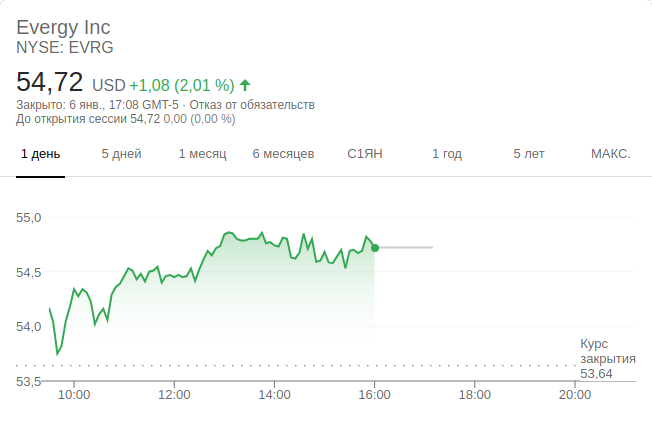 Evergy Inc
NYSE: EVRG
54,72 USD +1,08 (2,01 %)
Закрыто: 6 янв., 17:08 GMT-5 · Отказ от обязательств
До открытия сессии 54,72 0,00 (0,00 %)
1 день 5 дней 1 месяц 6 месяцев С1ЯН 1 год 5 лет МАКС.
55,0
54,5
54,0
Курс
закрытия
53,64
53,5
10:00 12:00 14:00 16:00 18:00 20:00